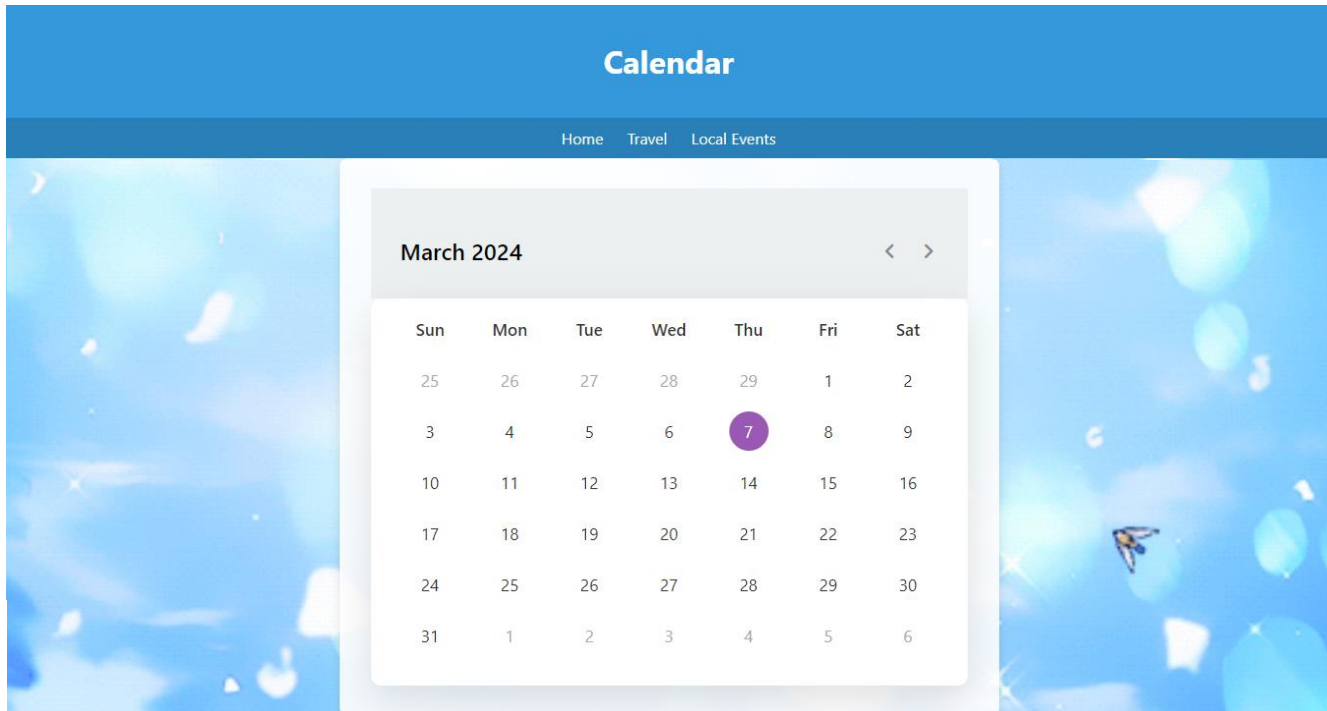 Calendar
Home Travel Local Events
March 2024
Sun Mon Tue Wed Thu Fri Sat
25 26 27 28 29 1 2
3 4 5 6 7 8 9
10 11 12 13 14 15 16
17 18 19 20 21 22 23
24 25 26 27 28 29 30
31 1 2 3 4 5 6